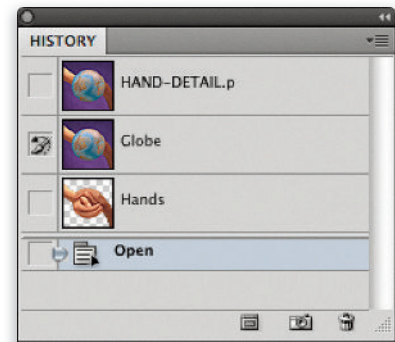 HISTORY
HAND-DETAIL.p
Globe
Hands
Open